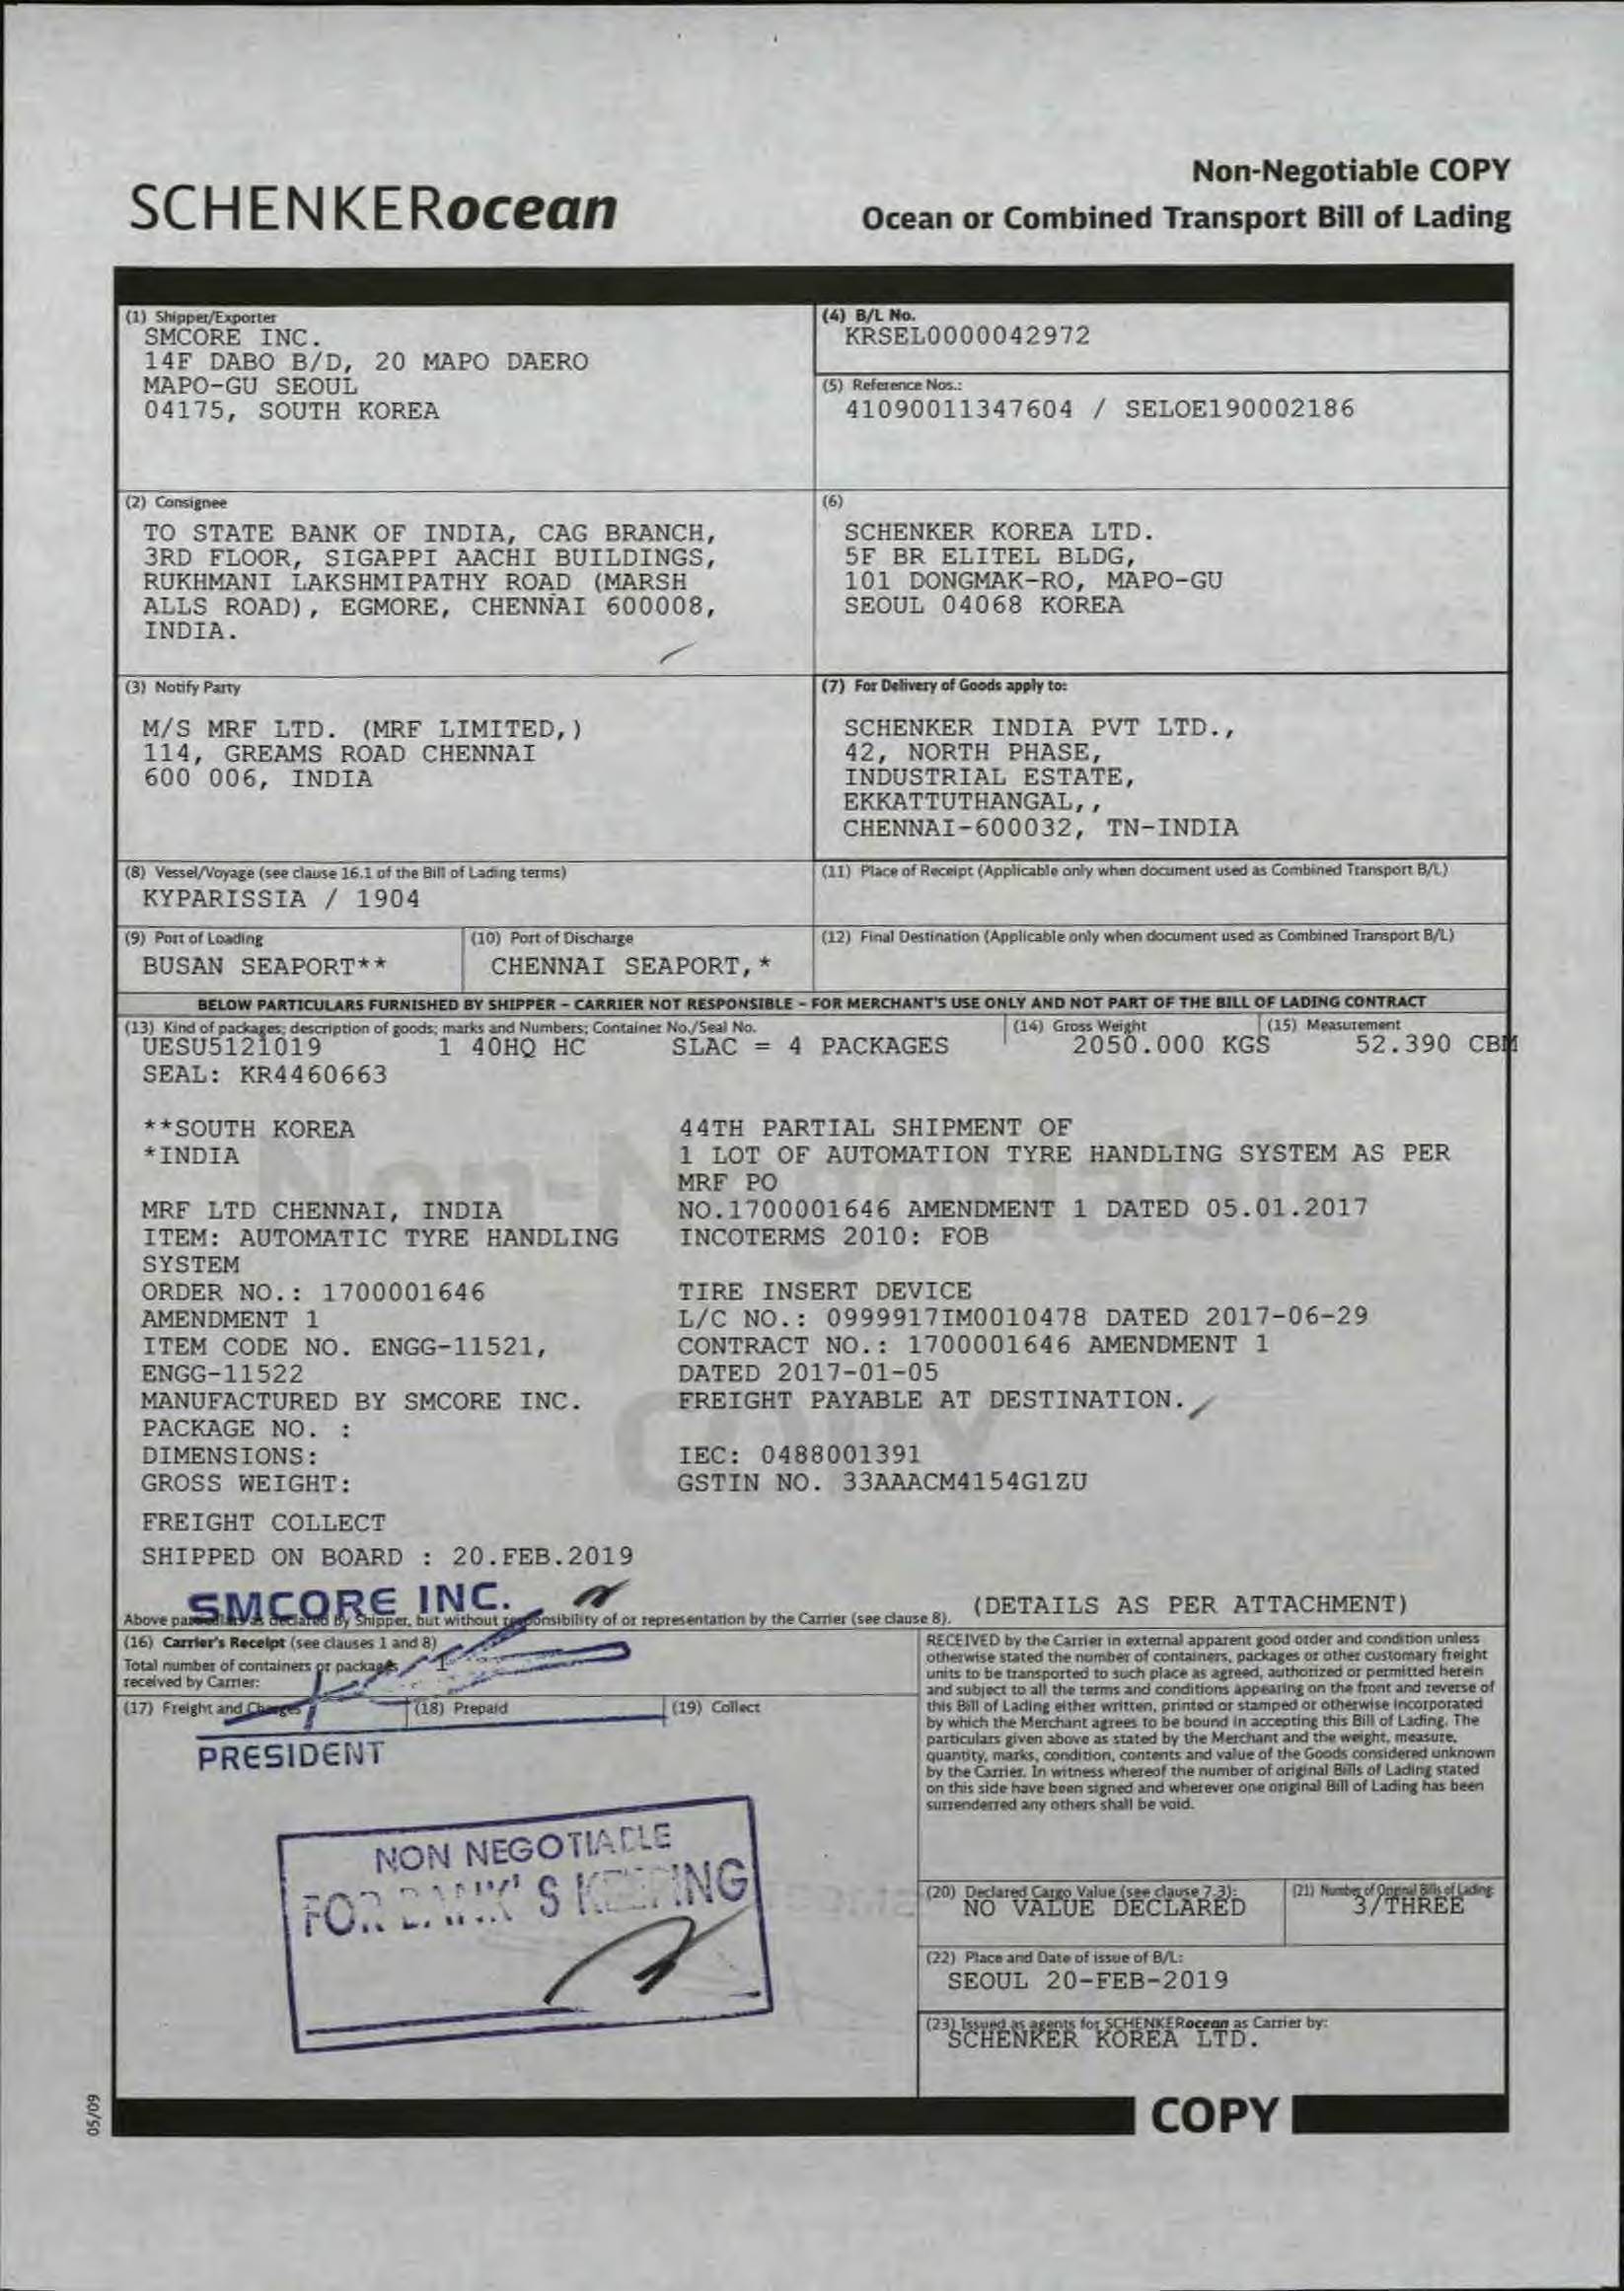 Non-Negotiable COPY
SCHENKERocean
Ocean or Combined Transport Bill of Lading
(1) Shipper/Exporter
SMCORE INC.
14F DABO B/D, 20 MAPO DAERO
MAPO-GU SEOUL
04175, SOUTH KOREA
(4) B/L No.
KRSEL0000042972
(5) Reference Nos.:
41090011347604 / SELOE190002186
(2) Consignee
TO STATE BANK OF INDIA, CAG BRANCH,
3RD FLOOR, SIGAPPI AACHI BUILDINGS,
RUKHMANI LAKSHMIPATHY ROAD (MARSH
ALLS ROAD), EGMORE, CHENNAI 600008,
INDIA.
(6)
SCHENKER KOREA LTD.
5F BR ELITEL BLDG,
101 DONGMAK-RO, MAPO-GU
SEOUL 04068 KOREA
(3) Notify Party
M/S MRF LTD. (MRF LIMITED,)
114, GREAMS ROAD CHENNAI
600 006, INDIA
(7) For Delivery of Goods apply to:
SCHENKER INDIA PVT LTD.,
42, NORTH PHASE,
INDUSTRIAL ESTATE,
EKKATTUTHANGAL,,
CHENNAI-600032, TN-INDIA
(8) Vessel/Voyage (see clause 16.1 of the Bill of Lading terms)
KYPARISSIA / 1904
(11) Place of Receipt (Applicable only when document used as Combined Transport B/L)
(9) Port of Loading
BUSAN SEAPORT**
(10) Port of Discharge
CHENNAI SEAPORT,*
(12) Final Destination (Applicable only when document used as Combined Transport B/L)
BELOW PARTICULARS FURNISHED BY SHIPPER – CARRIER NOT RESPONSIBLE – FOR MERCHANT'S USE ONLY AND NOT PART OF THE BILL OF LADING CONTRACT
(13) Kind of packages; description of goods; marks and Numbers; Container No./Seal No.
(14) Gross Weight
(15) Measurement
UESU5121019 1 40HQ HC SLAC = 4 PACKAGES 2050.000 KGS 52.390 CBM
SEAL: KR4460663
**SOUTH KOREA
*INDIA
MRF LTD CHENNAI, INDIA
ITEM: AUTOMATIC TYRE HANDLING
SYSTEM
ORDER NO.: 1700001646
AMENDMENT 1
ITEM CODE NO. ENGG-11521,
ENGG-11522
MANUFACTURED BY SMCORE INC.
PACKAGE NO. :
DIMENSIONS:
GROSS WEIGHT:
44TH PARTIAL SHIPMENT OF
1 LOT OF AUTOMATION TYRE HANDLING SYSTEM AS PER
MRF PO
NO.1700001646 AMENDMENT 1 DATED 05.01.2017
INCOTERMS 2010: FOB
TIRE INSERT DEVICE
L/C NO.: 0999917IM0010478 DATED 2017-06-29
CONTRACT NO.: 1700001646 AMENDMENT 1
DATED 2017-01-05
FREIGHT PAYABLE AT DESTINATION.
IEC: 0488001391
GSTIN NO. 33AAACM4154G1ZU
Non-Negotiable
COPY
FREIGHT COLLECT
SHIPPED ON BOARD : 20.FEB.2019
SMCORE INC.
(DETAILS AS PER ATTACHMENT)
Above particulars as declared By Shipper, but without responsibility of or representation by the Carrier (see clause 8).
(16) Carrier's Receipt (see clauses 1 and 8)
Total number of containers or packages 1
received by Carrier:
(17) Freight and Charges
(18) Prepaid
(19) Collect
PRESIDENT
RECEIVED by the Carrier in external apparent good order and condition unless
otherwise stated the number of containers, packages or other customary freight
units to be transported to such place as agreed, authorized or permitted herein
and subject to all the terms and conditions appearing on the front and reverse of
this Bill of Lading either written, printed or stamped or otherwise incorporated
by which the Merchant agrees to be bound in accepting this Bill of Lading. The
particulars given above as stated by the Merchant and the weight, measure,
quantity, marks, condition, contents and value of the Goods considered unknown
by the Carrier. In witness whereof the number of original Bills of Lading stated
on this side have been signed and wherever one original Bill of Lading has been
surrenderred any others shall be void.
NON NEGOTIABLE
FOR BANK'S KEEPING
(20) Declared Cargo Value (see clause 7.3):
NO VALUE DECLARED
(21) Number of Original Bills of Lading:
3/THREE
(22) Place and Date of issue of B/L:
SEOUL 20-FEB-2019
(23) Issued as agents for SCHENKERocean as Carrier by:
SCHENKER KOREA LTD.
05/09
COPY